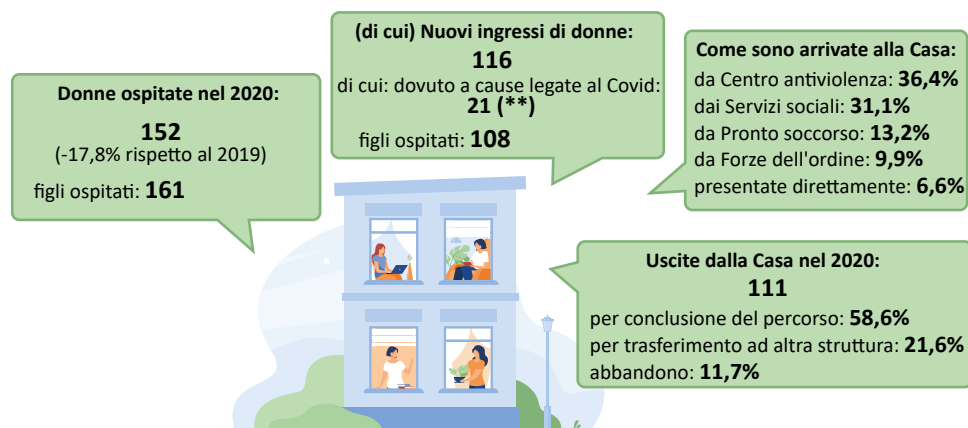 Donne ospitate nel 2020:
152
(-17,8% rispetto al 2019)
figli ospitati: 161
(di cui) Nuovi ingressi di donne:
116
di cui: dovuto a cause legate al Covid:
21 (**)
figli ospitati: 108
Come sono arrivate alla Casa:
da Centro antiviolenza: 36,4%
dai Servizi sociali: 31,1%
da Pronto soccorso: 13,2%
da Forze dell'ordine: 9,9%
presentate direttamente: 6,6%
Uscite dalla Casa nel 2020:
111
per conclusione del percorso: 58,6%
per trasferimento ad altra struttura: 21,6%
abbandono: 11,7%